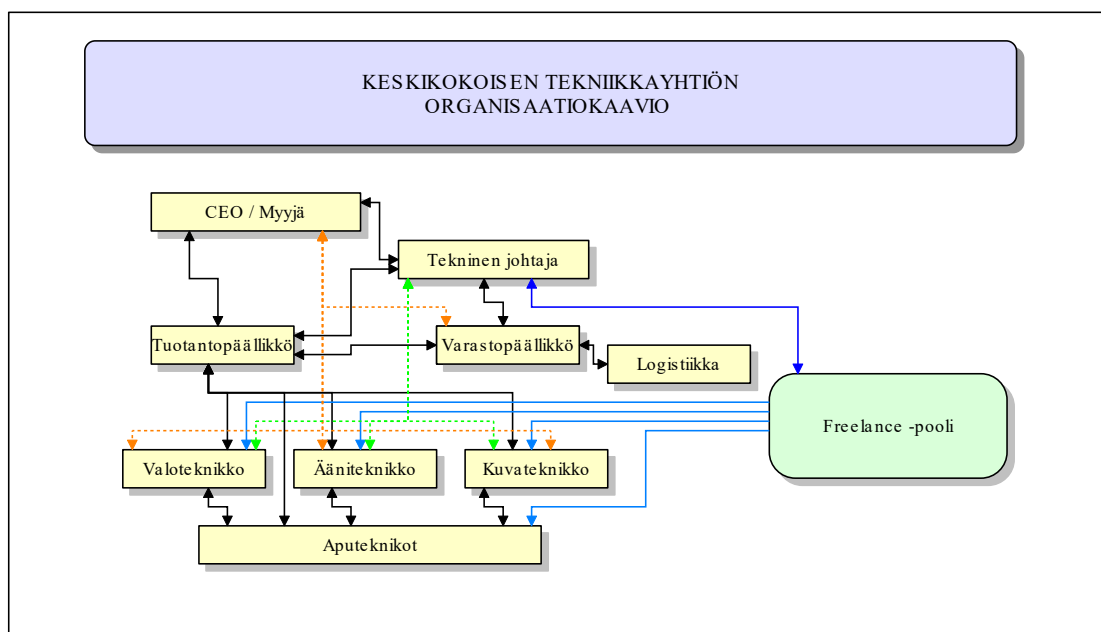 KESKIKOKOISEN TEKNIIKKAYHTIÖN
ORGANISAATIOKAAVIO
CEO / Myyjä
Tekninen johtaja
Tuotantopäällikkö
Varastopäällikkö
Logistiikka
Freelance -pooli
Valoteknikko
Ääniteknikko
Kuvateknikko
Aputeknikot